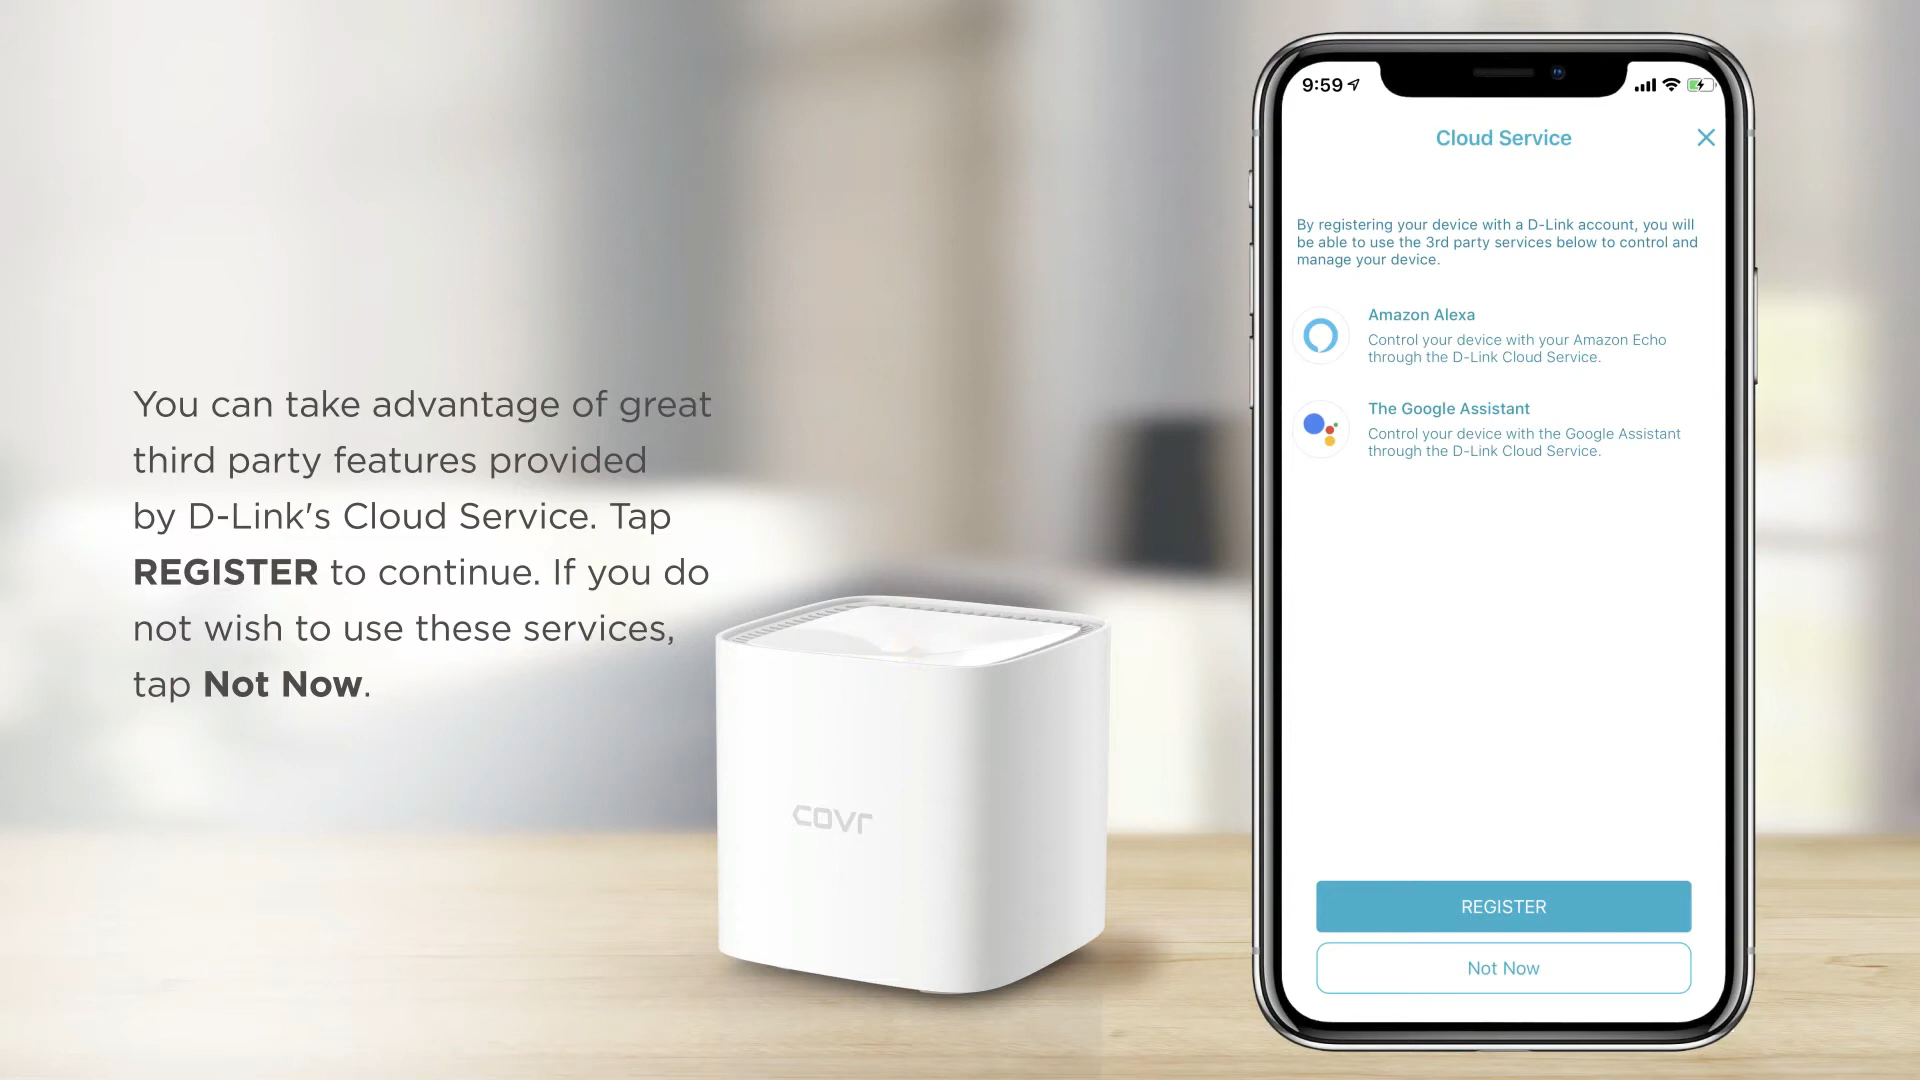 You can take advantage of great
third party features provided
by D-Link's Cloud Service. Tap
REGISTER to continue. If you do
not wish to use these services,
tap Not Now.
covr
9:59
Cloud Service
By registering your device with a D-Link account, you will
be able to use the 3rd party services below to control and
manage your device.
Amazon Alexa
Control your device with your Amazon Echo
through the D-Link Cloud Service.
The Google Assistant
Control your device with the Google Assistant
through the D-Link Cloud Service.
REGISTER
Not Now